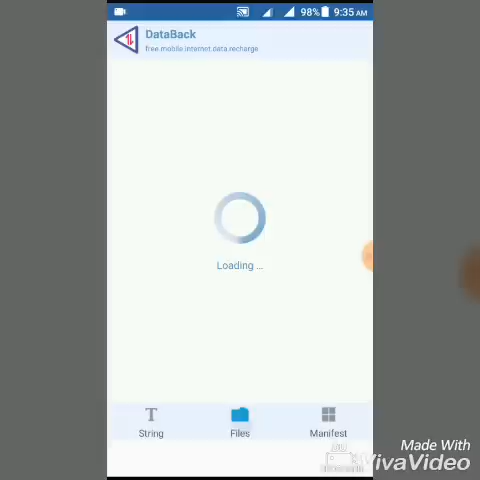 98% 9:35 AM
DataBack
free.mobile.internet.data.recharge
Loading ...
String
Files
Manifest
Made With
VivaVideo